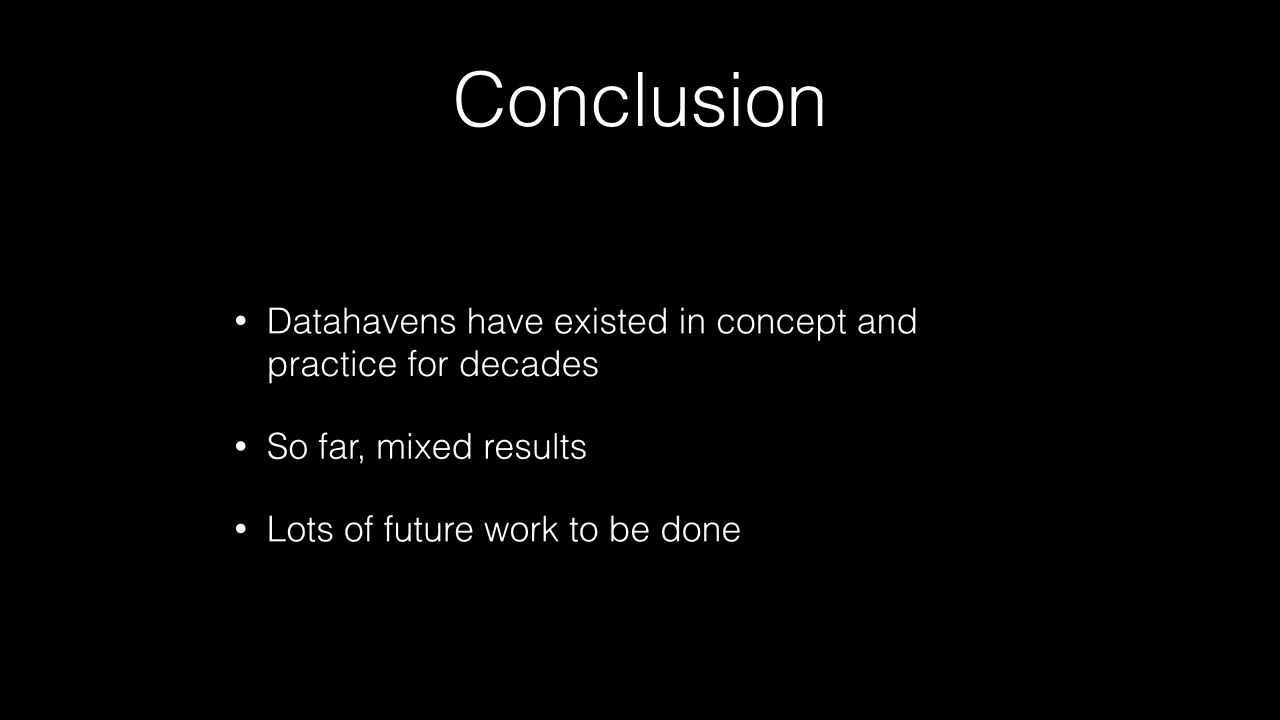 Conclusion
• Datahavens have existed in concept and
practice for decades
• So far, mixed results
• Lots of future work to be done